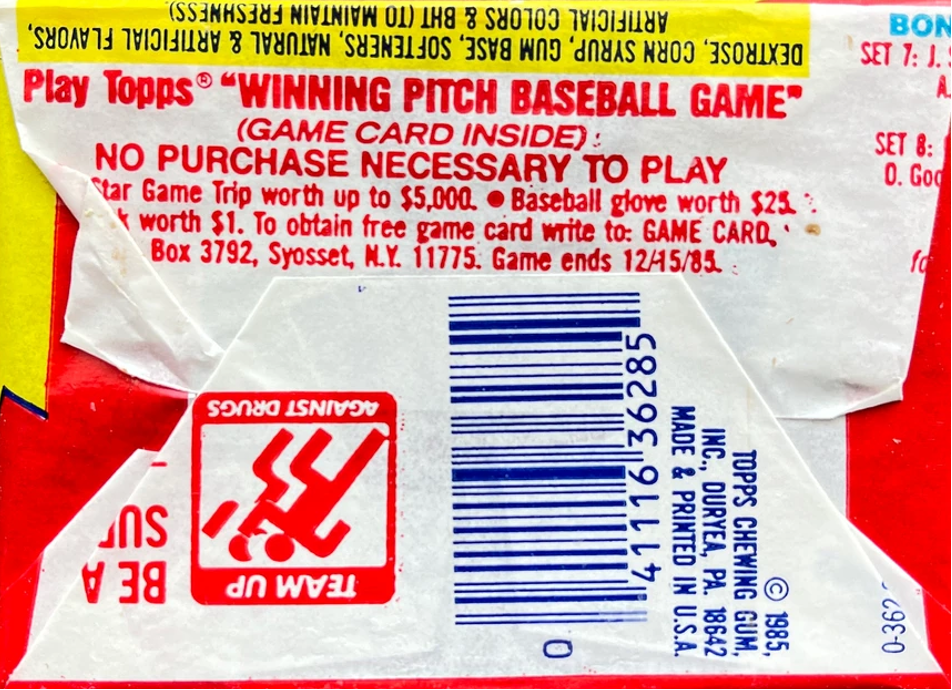 DEXTROSE, CORN SYRUP, GUM BASE, SOFTENERS, NATURAL & ARTIFICIAL FLAVORS,
ARTIFICIAL COLORS & BHT (TO MAINTAIN FRESHNESS)
Play Topps® "WINNING PITCH BASEBALL GAME"
(GAME CARD INSIDE)
NO PURCHASE NECESSARY TO PLAY
Star Game Trip worth up to $5,000. ● Baseball glove worth $25.
worth $1. To obtain free game card write to: GAME CARD,
Box 3792, Syosset, N.Y. 11775. Game ends 12/15/85.
BON
SET 7: J.
A.
SET 8:
D. Goo
fo
TEAM UP
AGAINST DRUGS
BE A
SU
41116 36285
0
© 1985,
TOPPS CHEWING GUM,
INC., DURYEA, PA. 18642
MADE & PRINTED IN U.S.A.
0-362